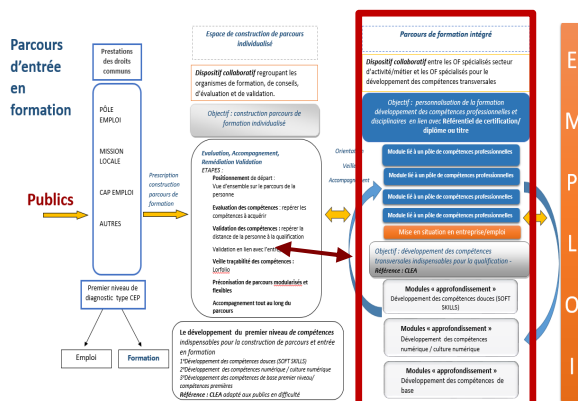 Parcours
d'entrée
en
formation
Publics
Prestations
des droits
communs
PÔLE
EMPLOI
MISSION
LOCALE
CAP EMPLOI
AUTRES
Premier niveau de
diagnostic type CEP
Emploi
Formation
Prescription
construction
parcours
de
formation
Espace de construction de parcours
individualisé
Dispositif collaboratif regroupant les
organismes de formation, de conseils,
d'évaluation et de validation.
Objectif : construction parcours de
formation individualisé
Evaluation, Accompagnement,
Remédiation Validation
ETAPES :
Positionnement de départ :
Vue d'ensemble sur le parcours de la
personne
Evaluation des compétences : repérer les
compétences à acquérir
Validation des compétences : repérer la
distance de la personne à la qualification
Validation en lien avec l'entr
Veille traçabilité des compétences :
Lorfolio
Préconisation de parcours modularisés et
flexibles
Accompagnement tout au long du
parcours
Le développement du premier niveau de compétences
indispensables pour la construction de parcours et entrée
en formation
1°Développement des compétences douces (SOFT SKILLS)
2°Développement des compétences numérique / culture numérique
3°Développement des compétences de base premier niveau/
compétences premières
Référence : CLEA adapté aux publics en difficulté
Orientatio
Veille
Accompagnement
Parcours de formation intégré
Dispositif collaboratif entre les OF spécialisés secteur
d'activité/métier et les OF spécialisés pour le
développement des compétences transversales
Objectif : personnalisation de la formation
développement des compétences professionnelles et
disciplinaires en lien avec Référentiel de certification/
diplôme ou titre
Module lié à un pôle de compétences professionnelles
Module lié à un pôle de compétences professionnelles
Module lié à un pôle de compétences professionnelles
Module lié à un pôle de compétences professionnelles
Mise en situation en entreprise/emploi
Objectif : développement des compétences
transversales indispensables pour la qualification -
Référence : CLEA
Modules « approfondissement »
Développement des compétences douces (SOFT
SKILLS)
Modules « approfondissement »
Développement des compétences
numérique / culture numérique
Modules « approfondissement »
Développement des compétences de
base
E
M
P
L
O
I